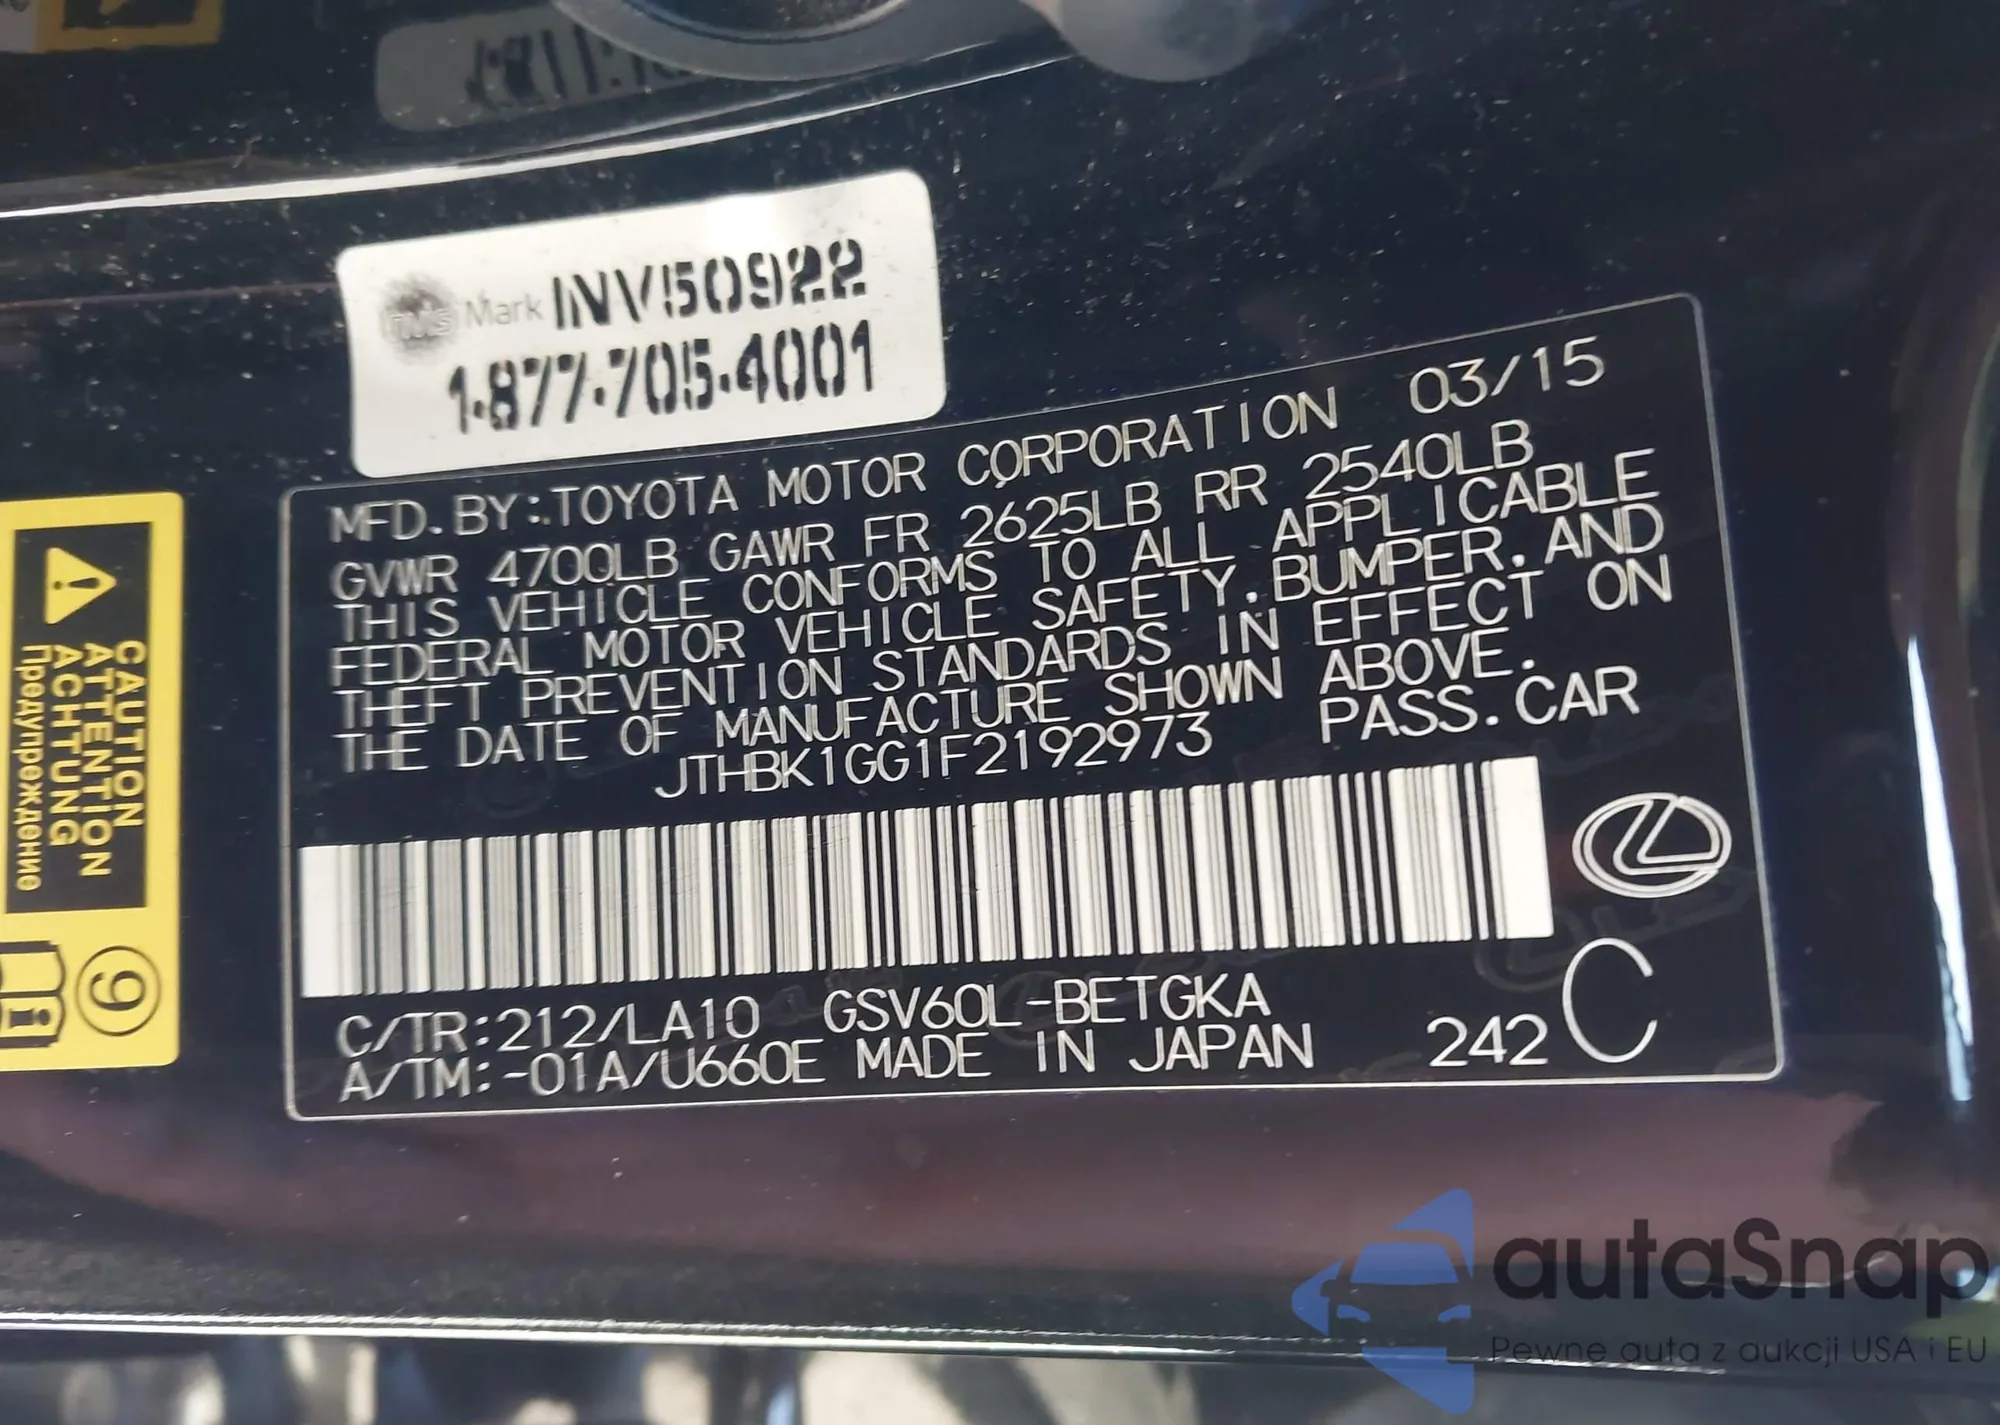 Mark INV50922
1-877-705-4001
MFD. BY: TOYOTA MOTOR CORPORATION 03/15
GVWR 4700LB GAWR FR 2625LB RR 2540LB
THIS VEHICLE CONFORMS TO ALL APPLICABLE
FEDERAL MOTOR VEHICLE SAFETY, BUMPER, AND
THEFT PREVENTION STANDARDS IN EFFECT ON
THE DATE OF MANUFACTURE SHOWN ABOVE.
JTHBK1GG1F2192973 PASS. CAR
C/TR:212/LA10 GSV60L-BETGKA
A/TM:-01A/U660E MADE IN JAPAN 242 C
CAUTION
ATTENTION
ACHTUNG
Предупреждение
9
autaSnap
Pewne auta z aukcji USA i EU